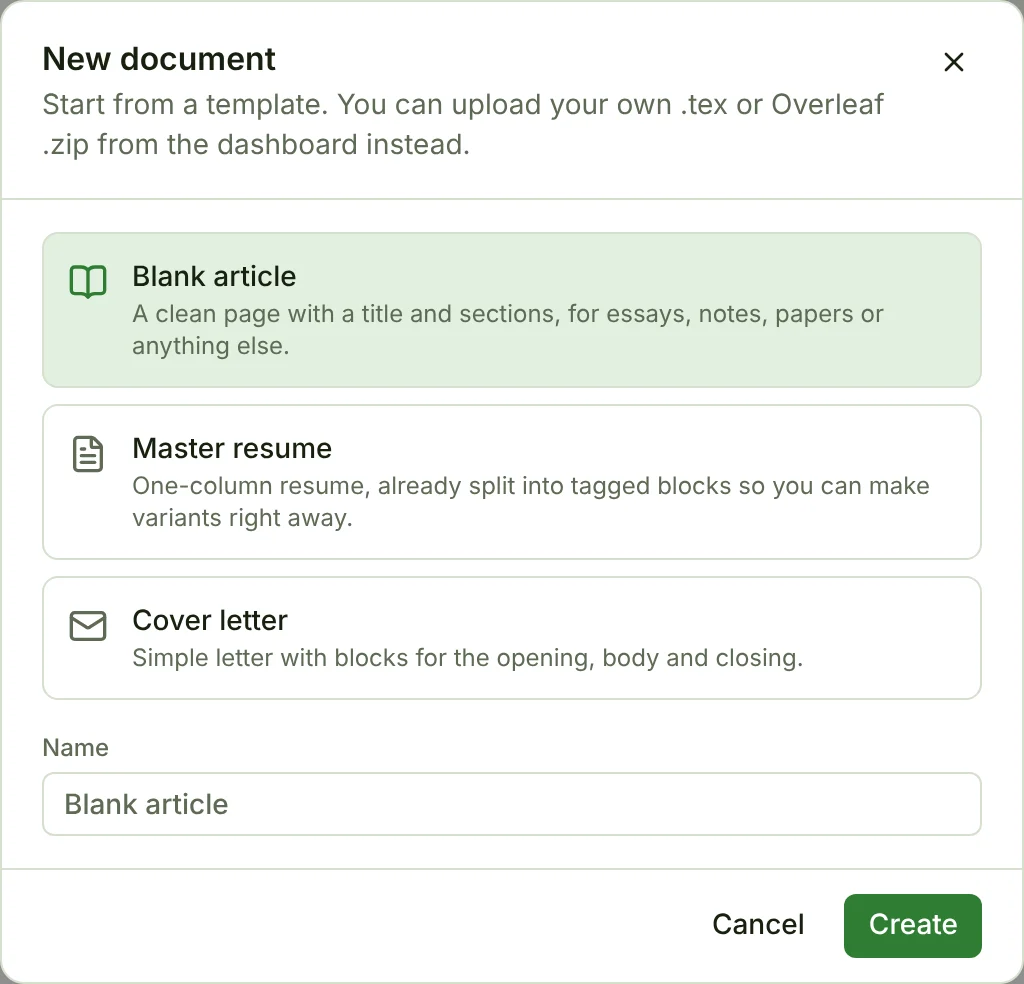 New document
Start from a template. You can upload your own .tex or Overleaf
.zip from the dashboard instead.
Blank article
A clean page with a title and sections, for essays, notes, papers or
anything else.
Master resume
One-column resume, already split into tagged blocks so you can make
variants right away.
Cover letter
Simple letter with blocks for the opening, body and closing.
Name
Blank article
Cancel
Create